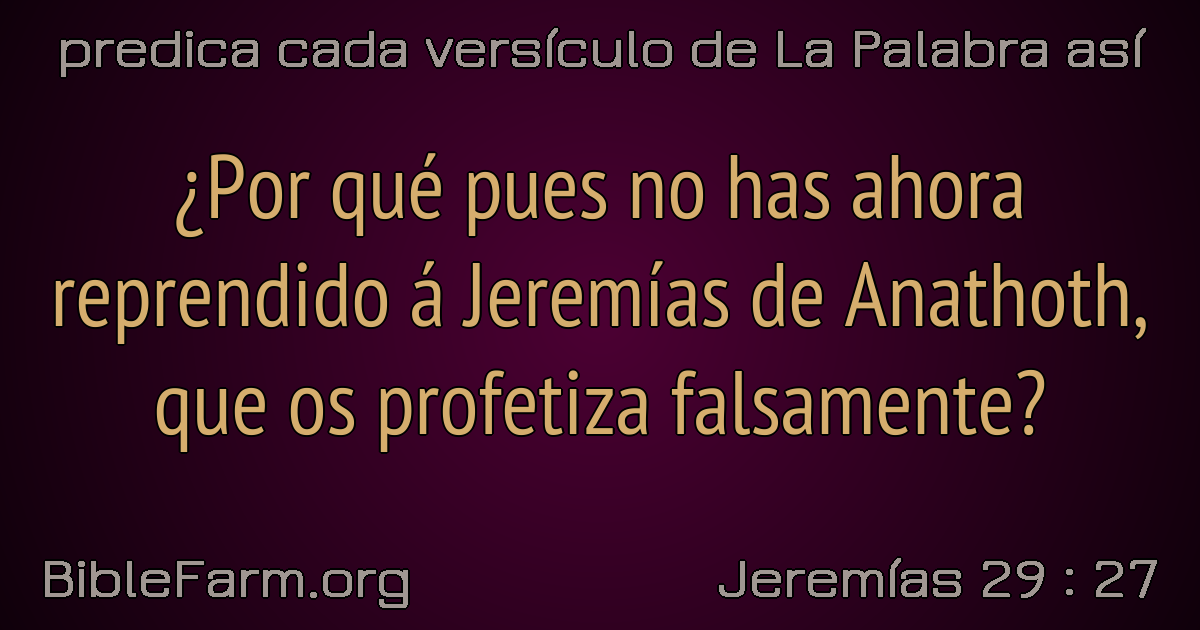 predica cada versículo de La Palabra así
¿Por qué pues no has ahora
reprendido á Jeremías de Anathoth,
que os profetiza falsamente?
BibleFarm.org
Jeremías 29 : 27